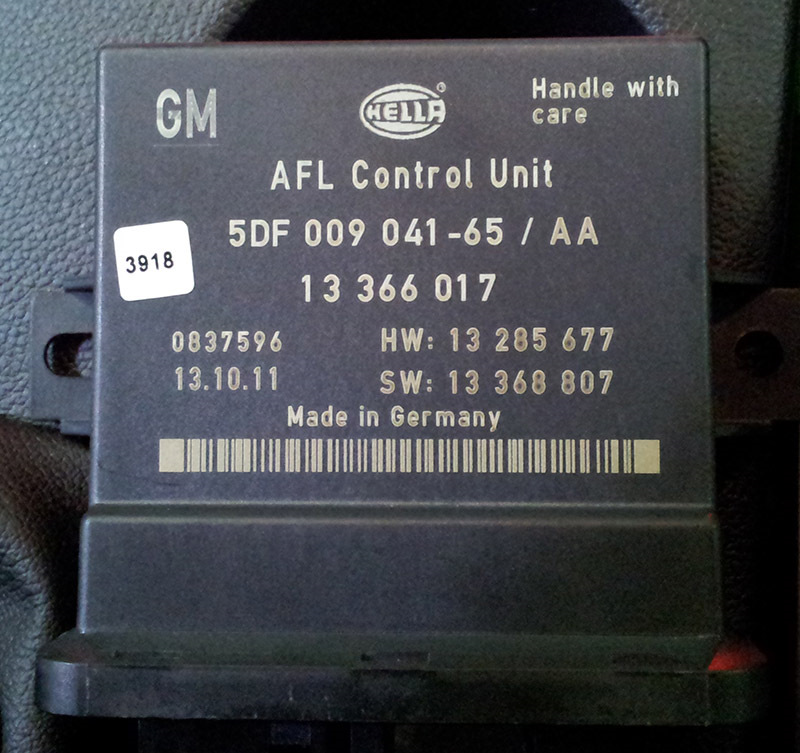 GM
HELLA
Handle with
care
AFL Control Unit
5DF 009 041-65 / AA
3918
13 366 017
0837596 HW: 13 285 677
13.10.11 SW: 13 368 807
Made in Germany